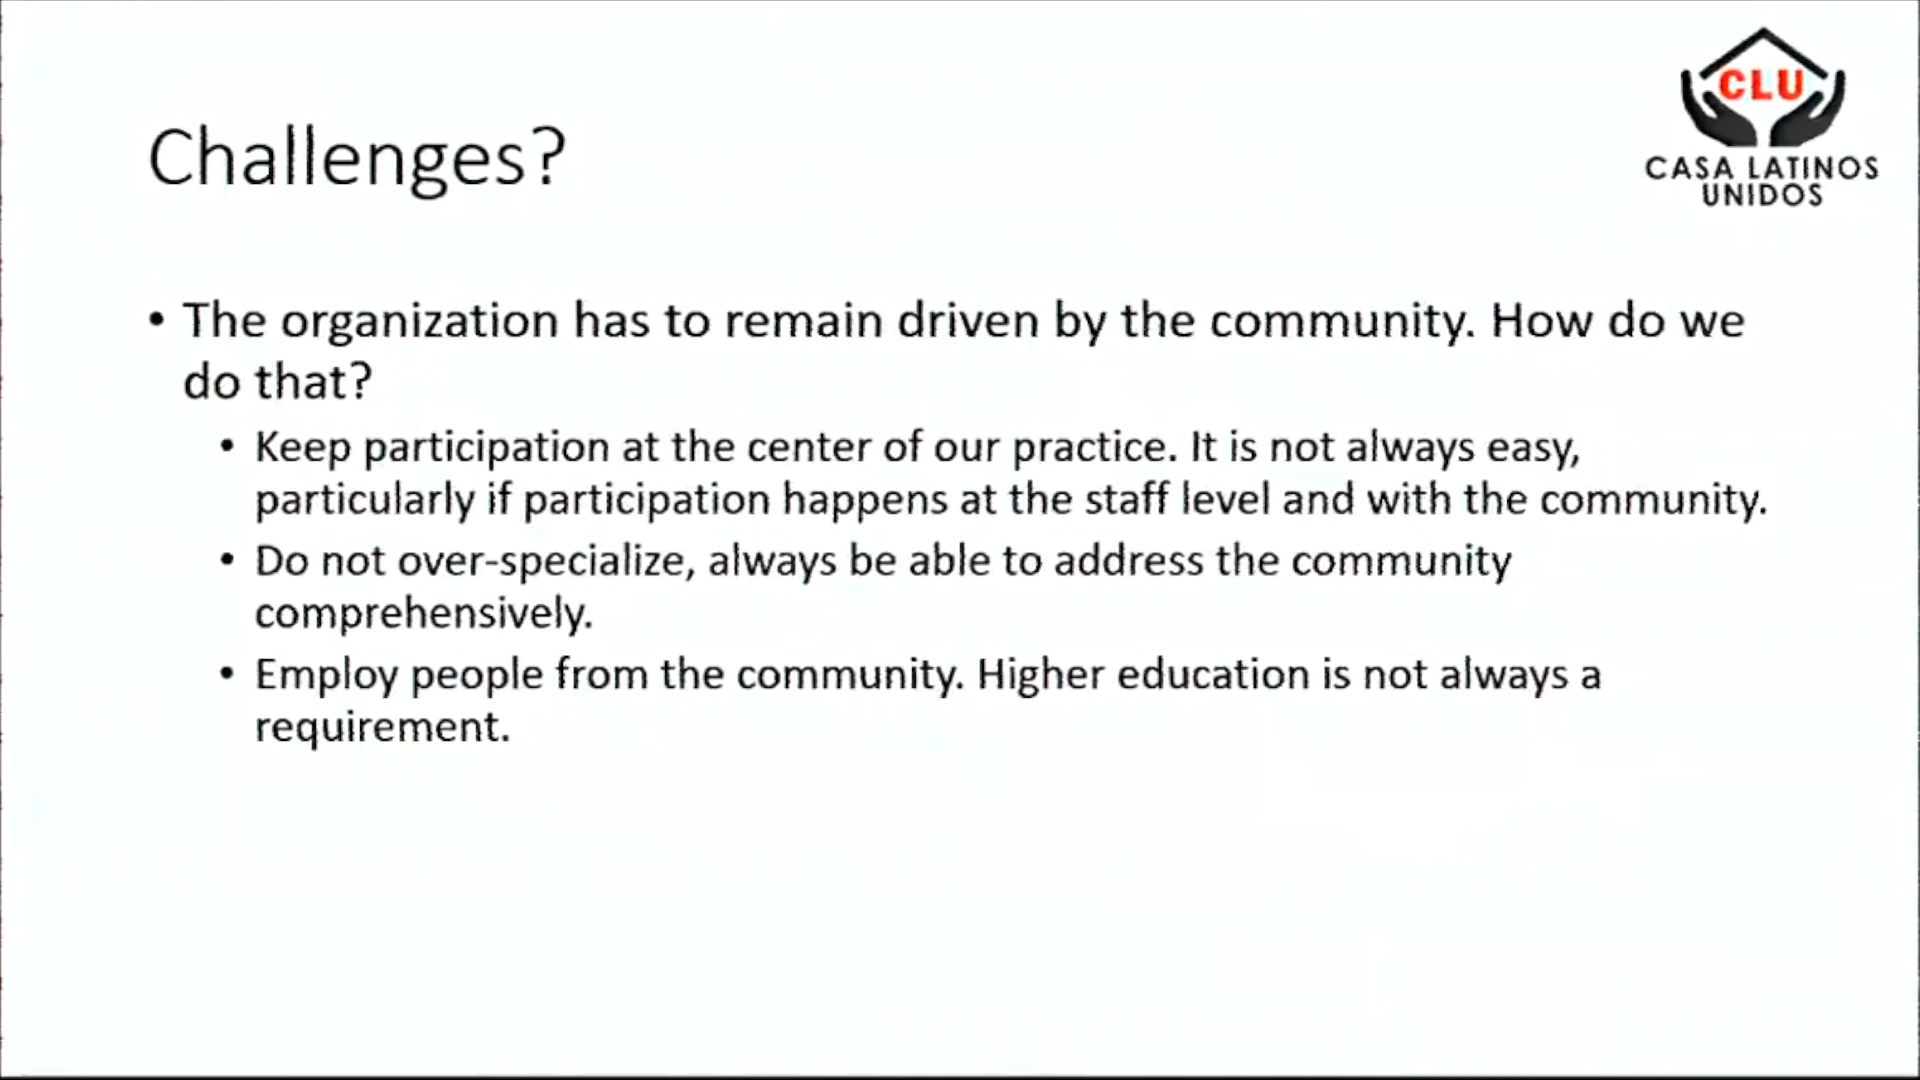 CLU
CASA LATINOS
UNIDOS
Challenges?
• The organization has to remain driven by the community. How do we
do that?
• Keep participation at the center of our practice. It is not always easy,
particularly if participation happens at the staff level and with the community.
• Do not over-specialize, always be able to address the community
comprehensively.
• Employ people from the community. Higher education is not always a
requirement.